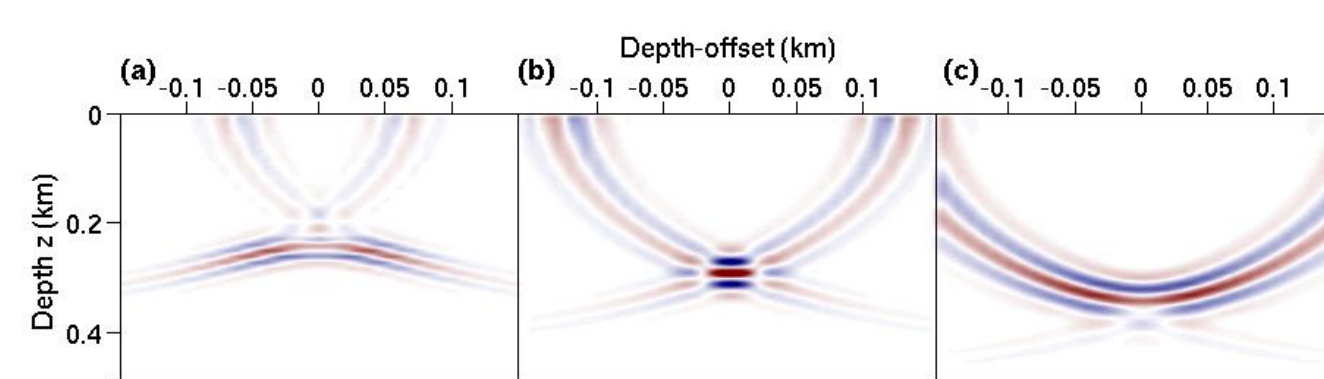 Depth-offset (km)
(a) -0.1 -0.05 0 0.05 0.1 (b) -0.1 -0.05 0 0.05 0.1 (c) -0.1 -0.05 0 0.05 0.1
0
0.2
0.4
Depth z (km)